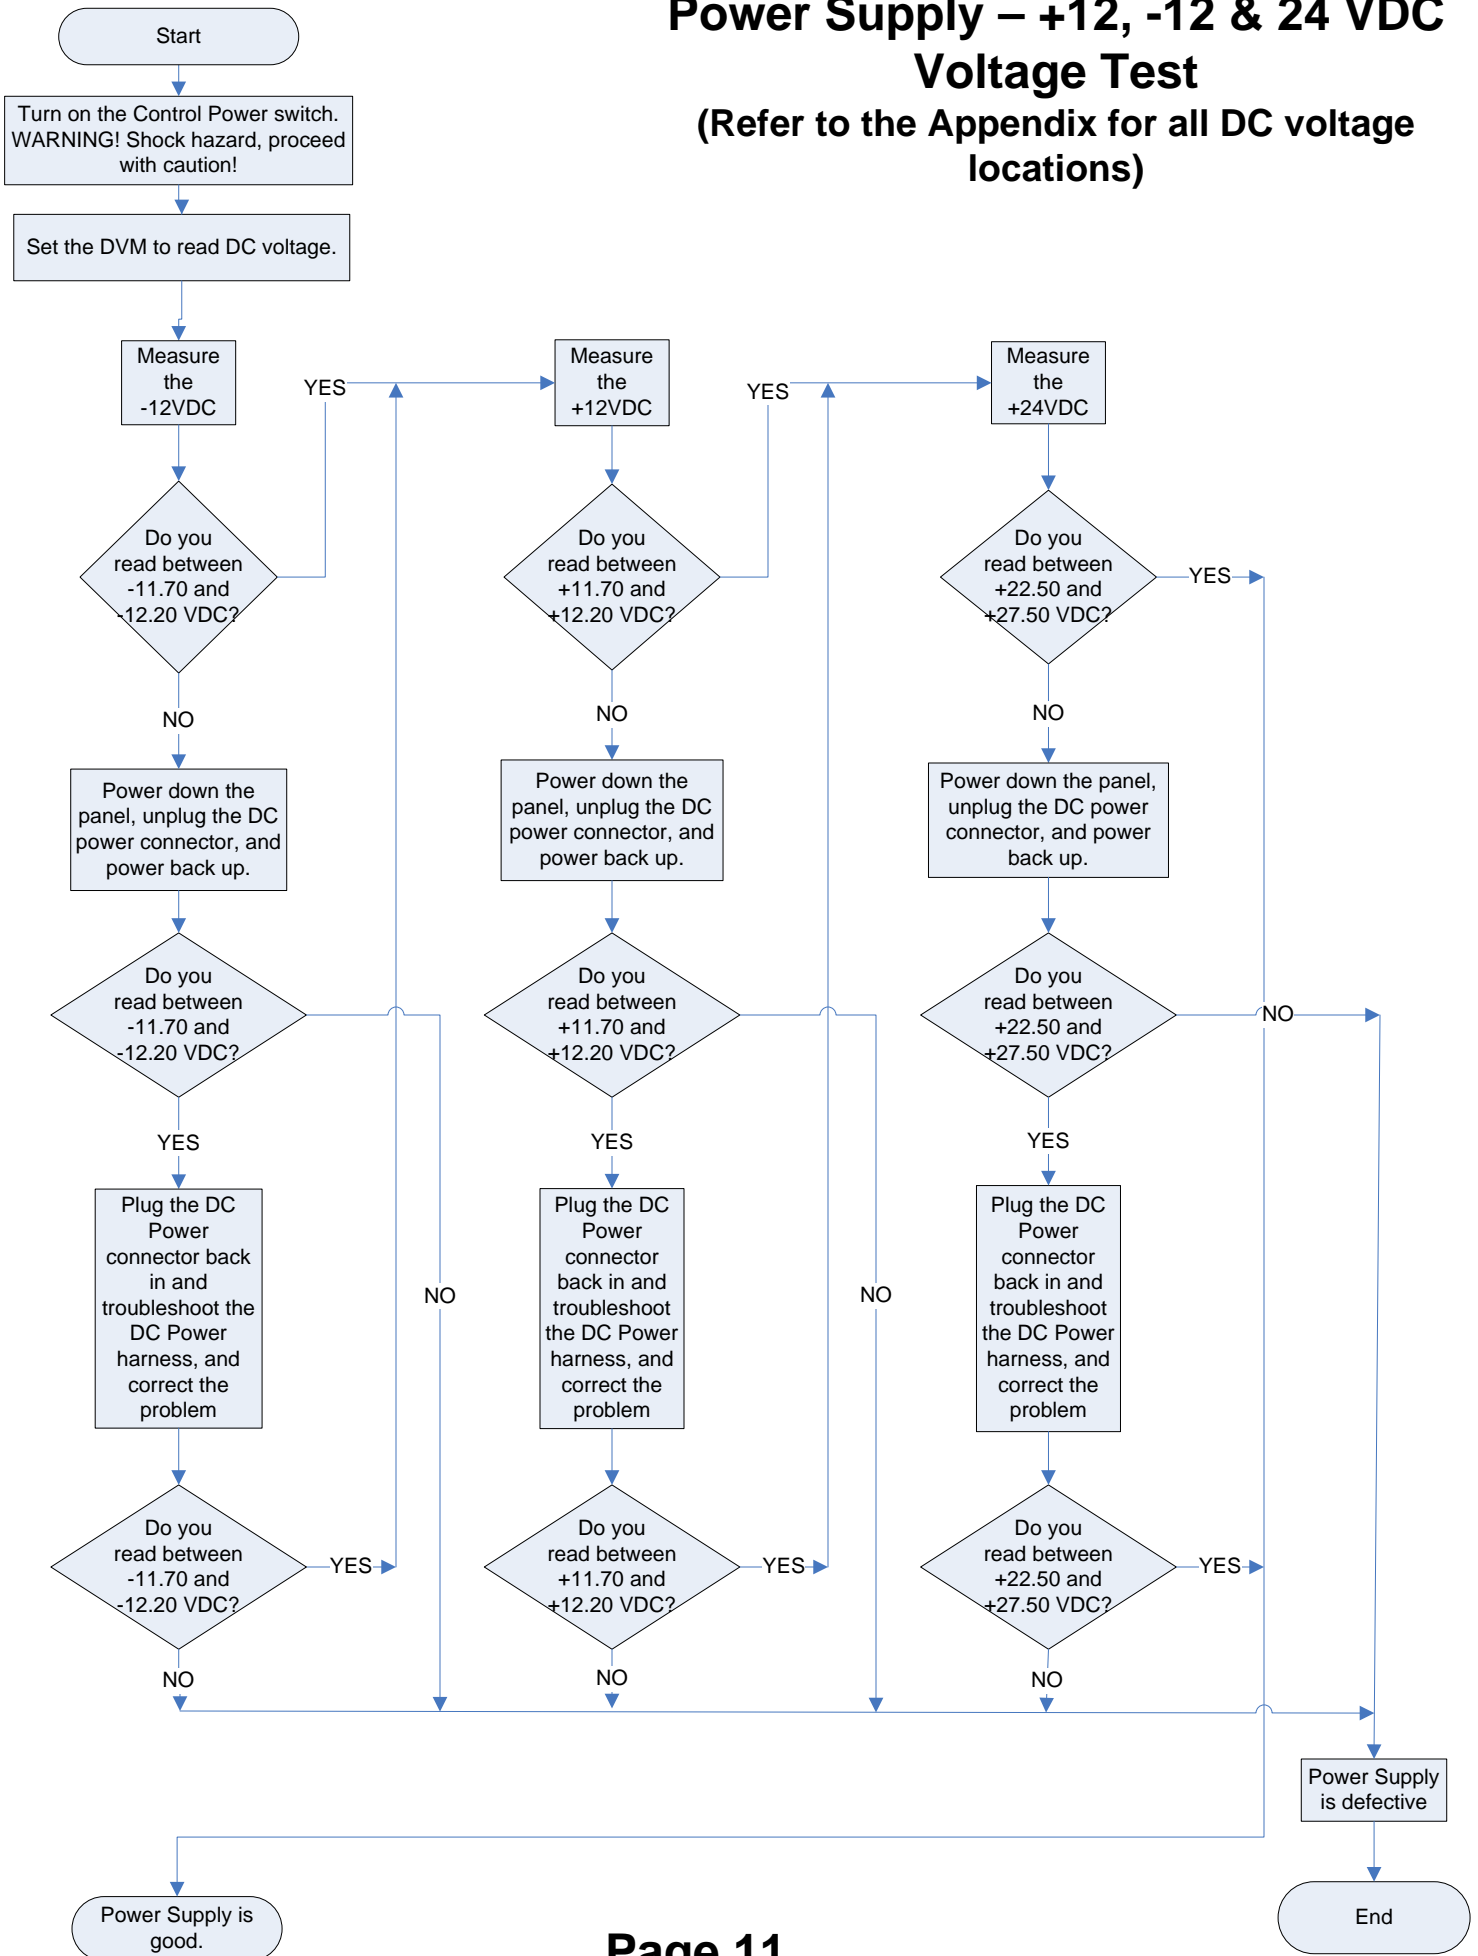 Power Supply – +12, -12 & 24 VDC
Voltage Test
(Refer to the Appendix for all DC voltage
locations)
Start
Turn on the Control Power switch.
WARNING! Shock hazard, proceed
with caution!
Set the DVM to read DC voltage.
Measure
the
-12VDC
YES
Do you
read between
-11.70 and
-12.20 VDC?
NO
Power down the
panel, unplug the DC
power connector, and
power back up.
Do you
read between
-11.70 and
-12.20 VDC?
NO
YES
Plug the DC
Power
connector back
in and
troubleshoot the
DC Power
harness, and
correct the
problem
Do you
read between
-11.70 and
-12.20 VDC?
YES
NO
Measure
the
+12VDC
YES
Do you
read between
+11.70 and
+12.20 VDC?
NO
Power down the
panel, unplug the DC
power connector, and
power back up.
Do you
read between
+11.70 and
+12.20 VDC?
NO
YES
Plug the DC
Power
connector
back in and
troubleshoot
the DC Power
harness, and
correct the
problem
Do you
read between
+11.70 and
+12.20 VDC?
YES
NO
Measure
the
+24VDC
Do you
read between
+22.50 and
+27.50 VDC?
YES
NO
Power down the panel,
unplug the DC power
connector, and power
back up.
Do you
read between
+22.50 and
+27.50 VDC?
NO
YES
Plug the DC
Power
connector
back in and
troubleshoot
the DC Power
harness, and
correct the
problem
Do you
read between
+22.50 and
+27.50 VDC?
YES
NO
Power Supply
is defective
End
Power Supply is
good.
Page 11